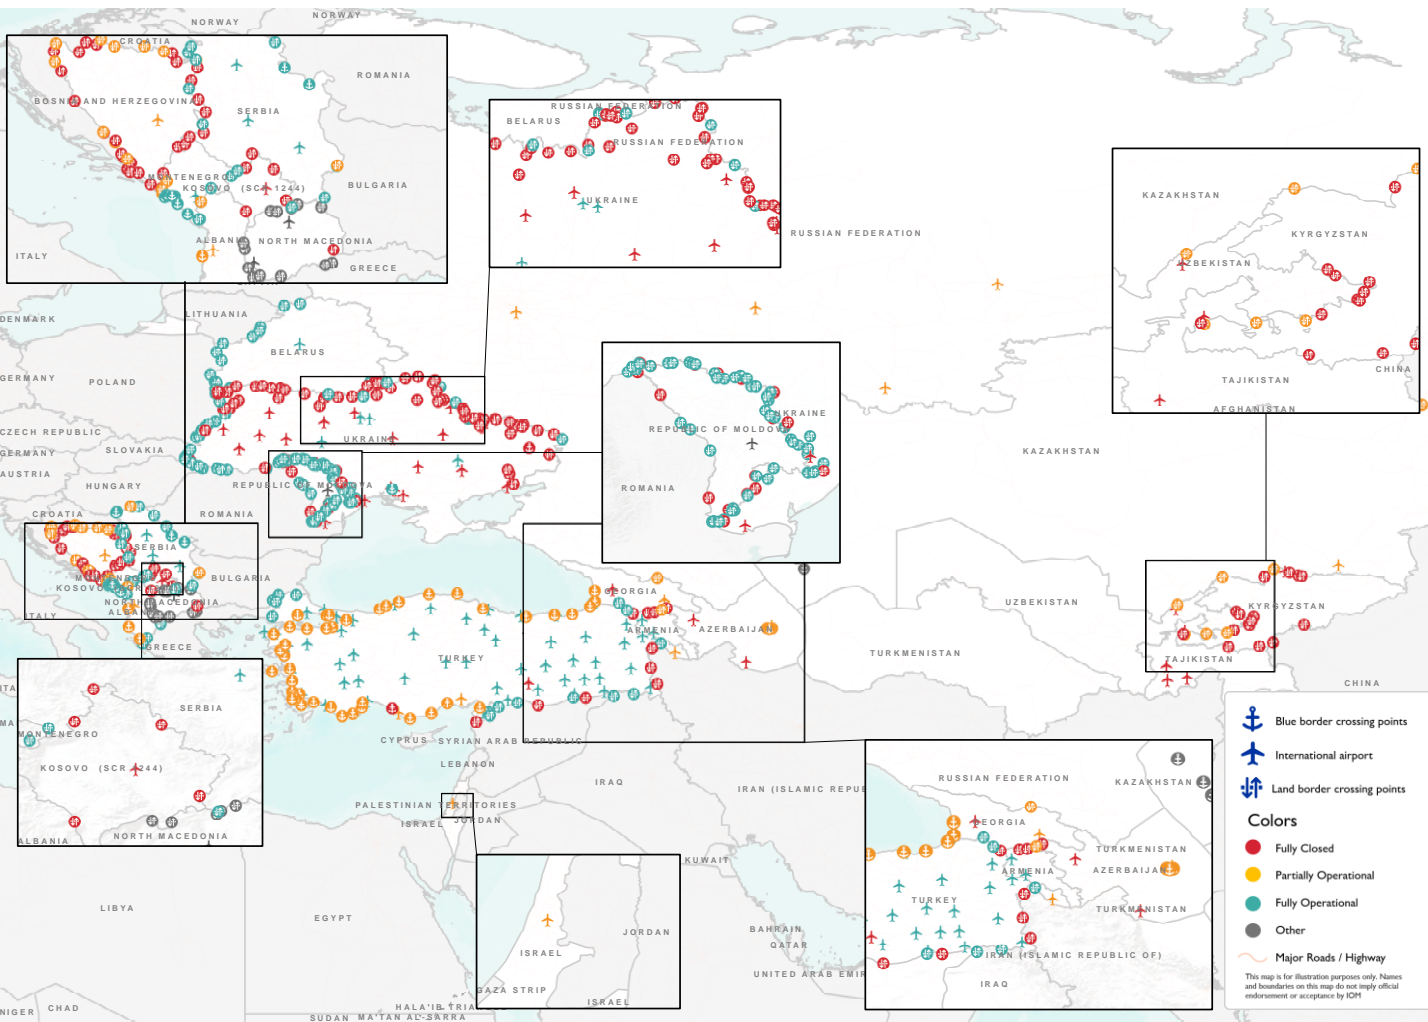 NORWAY
NORWAY
CROATIA
ROMANIA
BOSNIA AND HERZEGOVINA
SERBIA
MONTENEGRO
KOSOVO (SCR 1244)
BULGARIA
ALBANIA
NORTH MACEDONIA
ITALY
GREECE
RUSSIAN FEDERATION
BELARUS
RUSSIAN FEDERATION
UKRAINE
RUSSIAN FEDERATION
KAZAKHSTAN
KYRGYZSTAN
UZBEKISTAN
CHINA
TAJIKISTAN
AFGHANISTAN
DENMARK
LITHUANIA
BELARUS
GERMANY
POLAND
UKRAINE
REPUBLIC OF MOLDOVA
ROMANIA
CZECH REPUBLIC
GERMANY
SLOVAKIA
UKRAINE
KAZAKHSTAN
AUSTRIA
HUNGARY
REPUBLIC OF MOLDOVA
CROATIA
ROMANIA
SERBIA
BULGARIA
NORTH MACEDONIA
ITALY
GREECE
GEORGIA
ARMENIA
AZERBAIJAN
TURKEY
UZBEKISTAN
KYRGYZSTAN
TURKMENISTAN
TAJIKISTAN
CHINA
SERBIA
MONTENEGRO
KOSOVO (SCR 1244)
NORTH MACEDONIA
ALBANIA
CYPRUS
SYRIAN ARAB REPUBLIC
LEBANON
IRAQ
IRAN (ISLAMIC REPUB
PALESTINIAN TERRITORIES
ISRAEL
JORDAN
KUWAIT
LIBYA
EGYPT
BAHRAIN
QATAR
UNITED ARAB EMIR
ISRAEL
JORDAN
GAZA STRIP
ISRAEL
HALA'IB TRIA
NIGER
CHAD
SUDAN
MA'TAN AL-SARRA
RUSSIAN FEDERATION
KAZAKHSTAN
GEORGIA
TURKMENISTAN
ARMENIA
AZERBAIJAN
TURKEY
TURKMENISTAN
IRAN (ISLAMIC REPUBLIC OF)
IRAQ
Blue border crossing points
International airport
Land border crossing points
Colors
Fully Closed
Partially Operational
Fully Operational
Other
Major Roads / Highway
This map is for illustration purposes only. Names
and boundaries on this map do not imply official
endorsement or acceptance by IOM